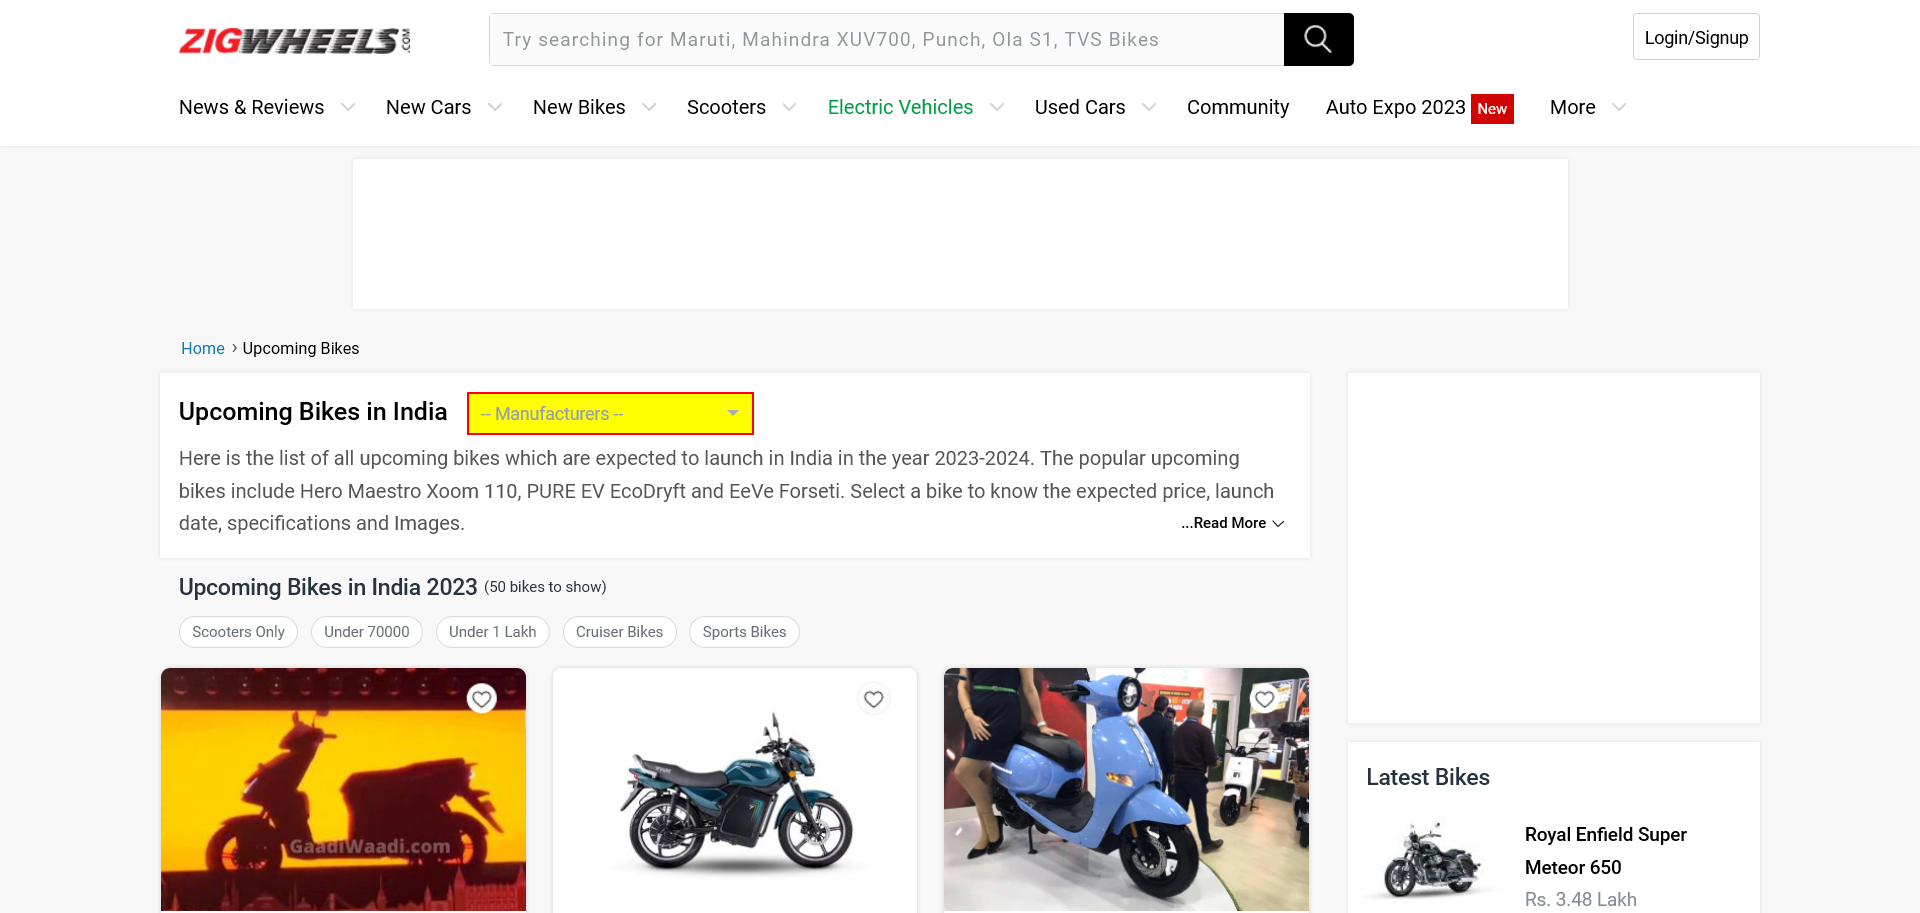 ZIGWHEELS.COM
Try searching for Maruti, Mahindra XUV700, Punch, Ola S1, TVS Bikes
Login/Signup
News & Reviews New Cars New Bikes Scooters Electric Vehicles Used Cars Community Auto Expo 2023 New More
Home › Upcoming Bikes
Upcoming Bikes in India
-- Manufacturers --
Here is the list of all upcoming bikes which are expected to launch in India in the year 2023-2024. The popular upcoming
bikes include Hero Maestro Xoom 110, PURE EV EcoDryft and EeVe Forseti. Select a bike to know the expected price, launch
date, specifications and Images.
...Read More
Upcoming Bikes in India 2023 (50 bikes to show)
Scooters Only Under 70000 Under 1 Lakh Cruiser Bikes Sports Bikes
GaadiWaadi.com
Latest Bikes
Royal Enfield Super
Meteor 650
Rs. 3.48 Lakh